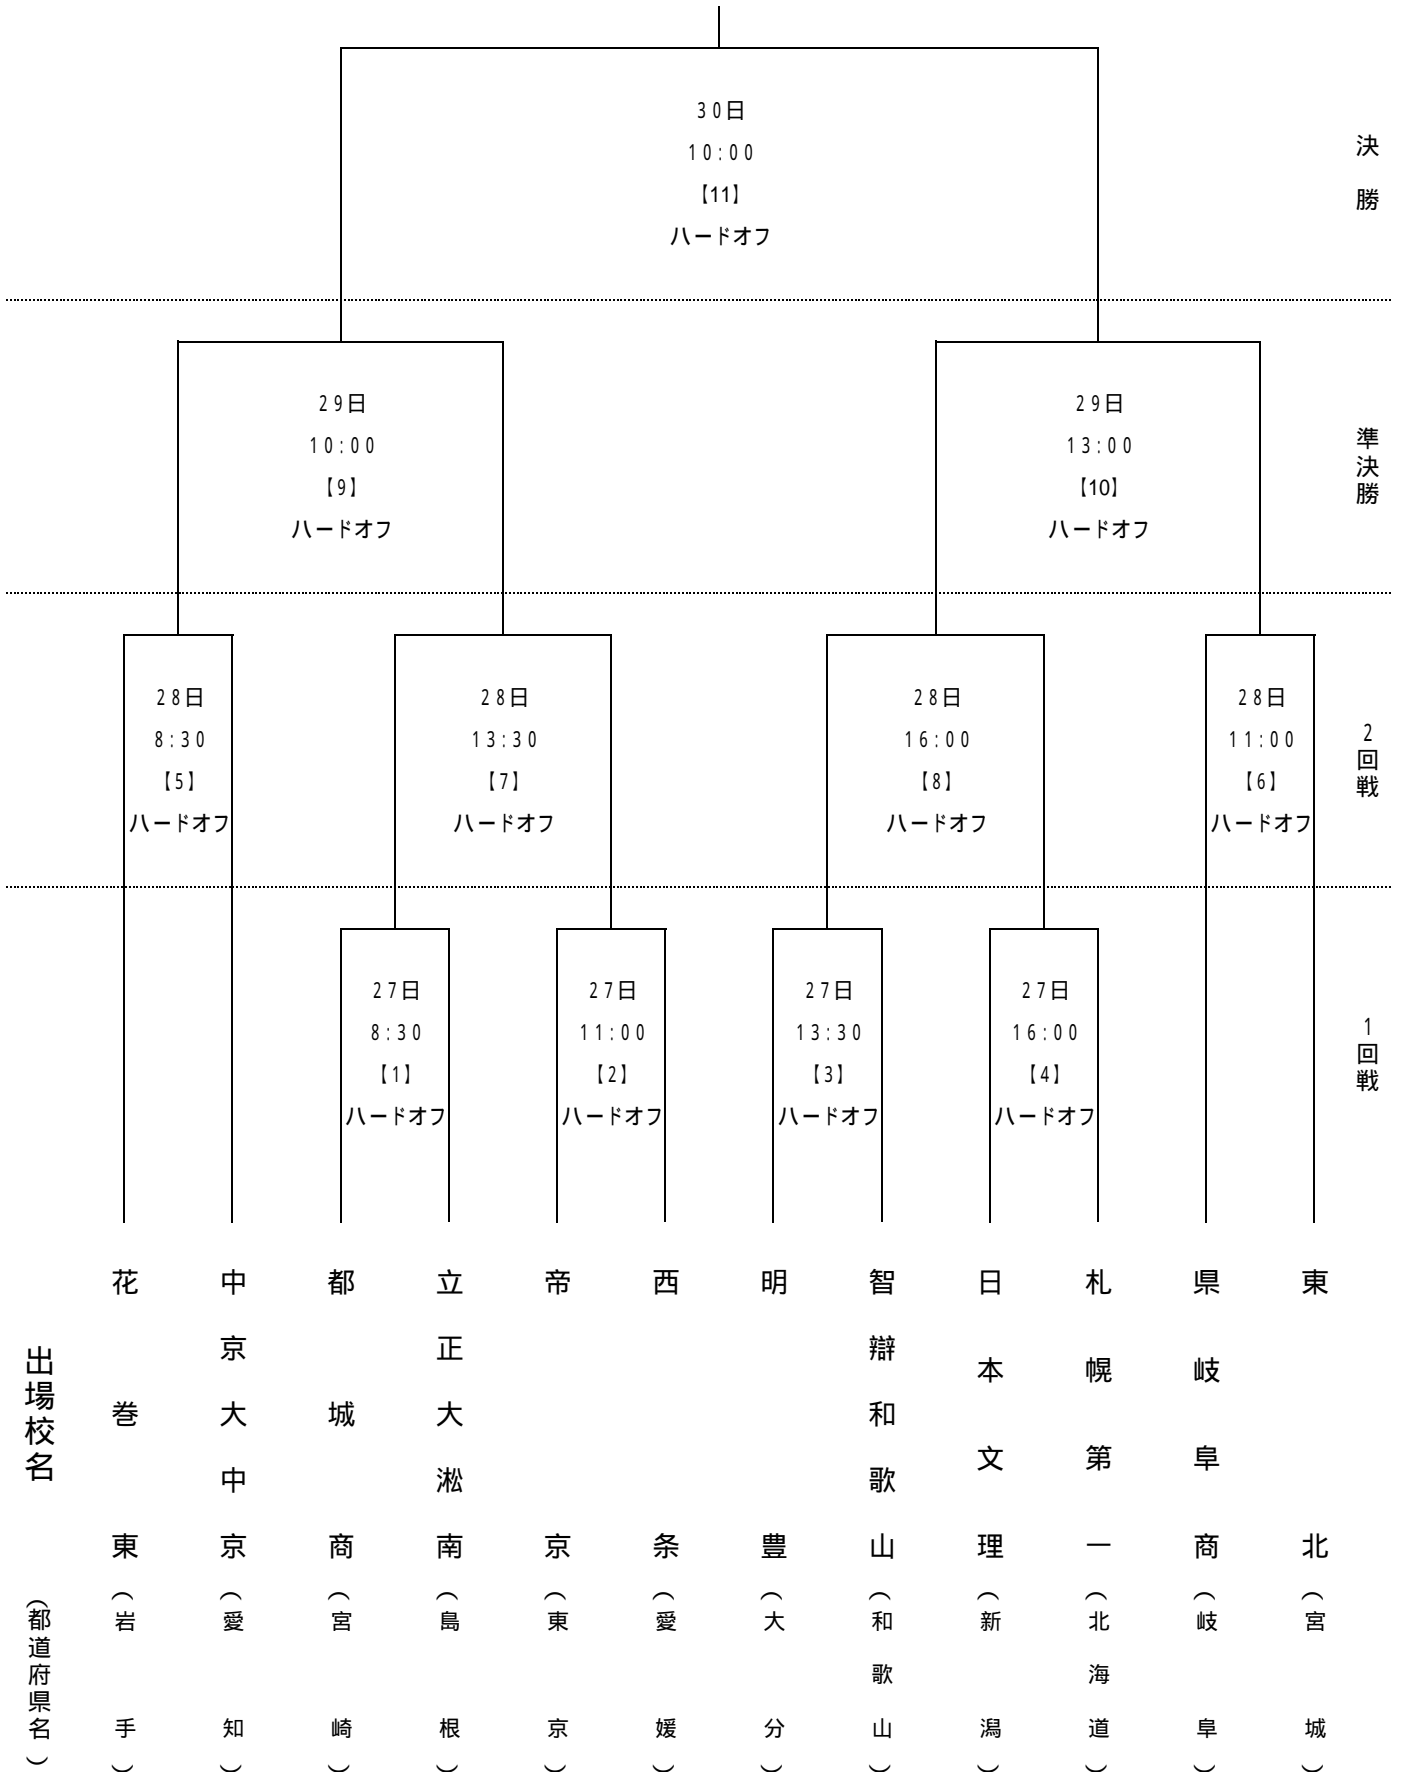 30日
10:00
【11】
ハードオフ
決勝
29日
10:00
【9】
ハードオフ
29日
13:00
【10】
ハードオフ
準決勝
28日
8:30
【5】
ハードオフ
28日
13:30
【7】
ハードオフ
28日
16:00
【8】
ハードオフ
28日
11:00
【6】
ハードオフ
2回戦
27日
8:30
【1】
ハードオフ
27日
11:00
【2】
ハードオフ
27日
13:30
【3】
ハードオフ
27日
16:00
【4】
ハードオフ
1回戦
出場校名(都道府県名)
花巻東(岩手)
中京大中京(愛知)
都城商(宮崎)
立正大淞南(島根)
帝京(東京)
西条(愛媛)
明豊(大分)
智辯和歌山(和歌山)
日本文理(新潟)
札幌第一(北海道)
県岐阜商(岐阜)
東北(宮城)